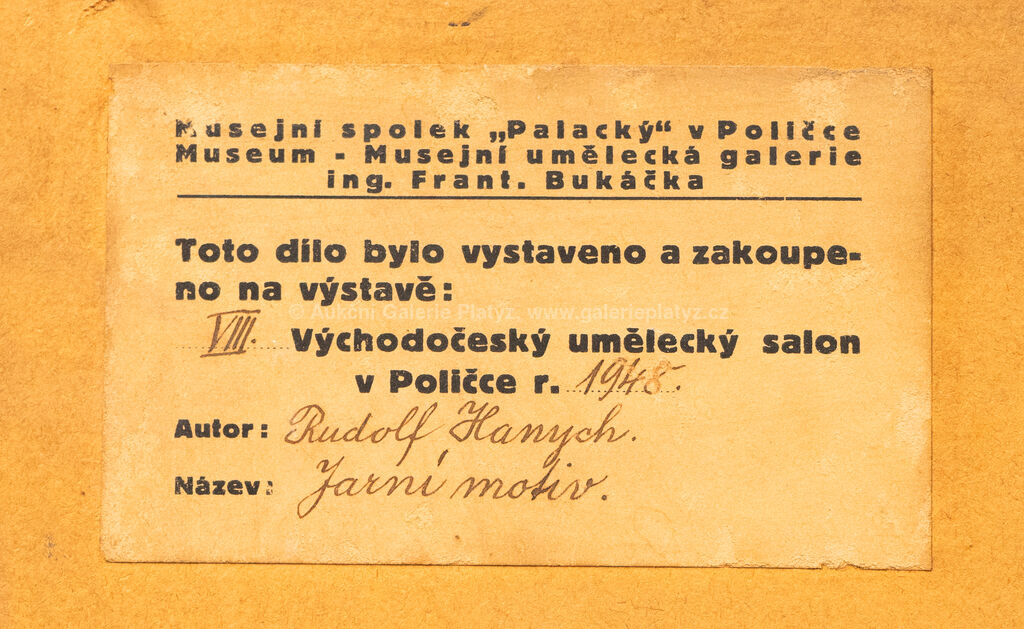 Musejní spolek „Palacký“ v Poličce
Museum - Musejní umělecká galerie
ing. Frant. Bukáčka
Toto dílo bylo vystaveno a zakoupe-
no na výstavě:
© Aukční Galerie Platýz, www.galerieplatyz.cz
VIII. Východočeský umělecký salon
v Poličce r. 1948.
Autor: Rudolf Hanych.
Název: Jarní motiv.